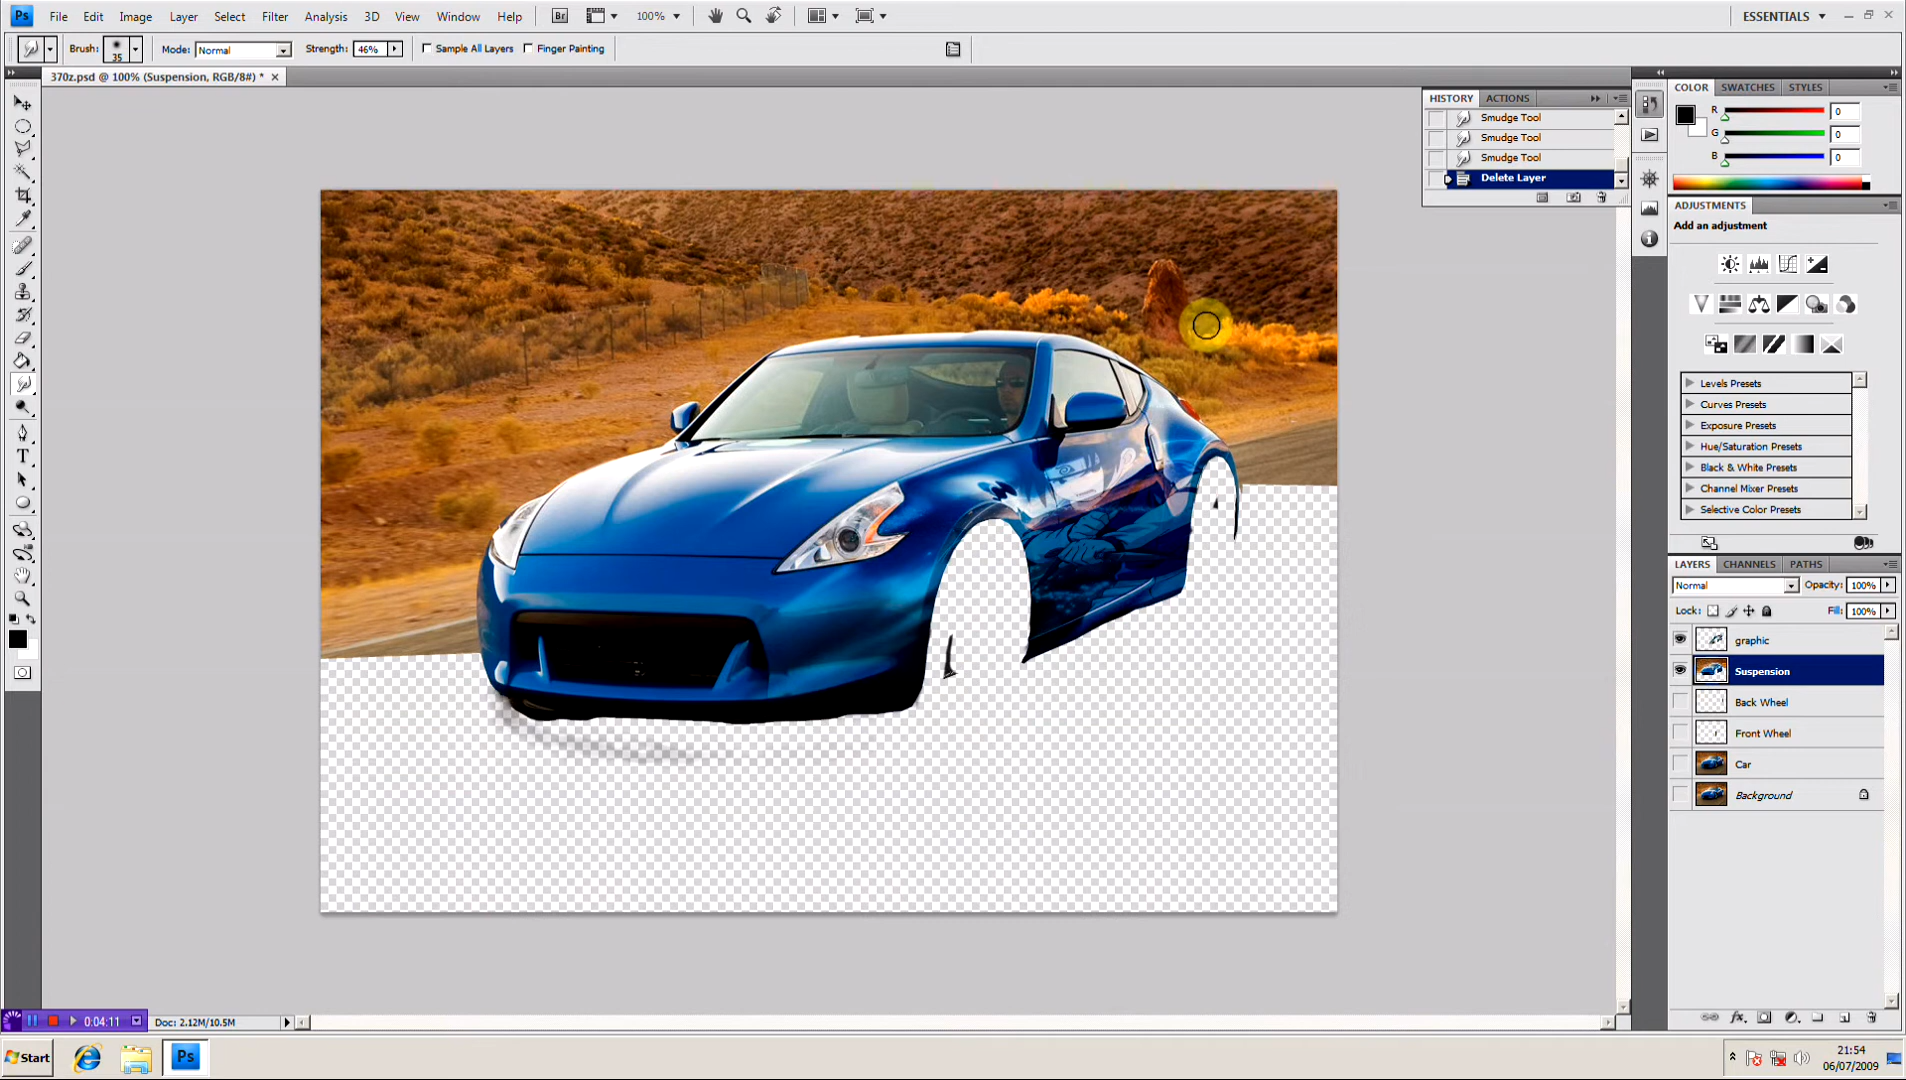 Ps File Edit Image Layer Select Filter Analysis 3D View Window Help Br 100% ESSENTIALS
Brush: 35 Mode: Normal Strength: 46% Sample All Layers Finger Painting
370z.psd @ 100% (Suspension, RGB/8#) * ×
HISTORY ACTIONS
Smudge Tool
Smudge Tool
Smudge Tool
Delete Layer
COLOR SWATCHES STYLES
R 0
G 0
B 0
ADJUSTMENTS
Add an adjustment
Levels Presets
Curves Presets
Exposure Presets
Hue/Saturation Presets
Black & White Presets
Channel Mixer Presets
Selective Color Presets
LAYERS CHANNELS PATHS
Normal Opacity: 100%
Lock: Fill: 100%
graphic
Suspension
Back Wheel
Front Wheel
Car
Background
fx
T
0:04:11 Doc: 2.12M/10.5M
Start Ps 21:54
06/07/2009